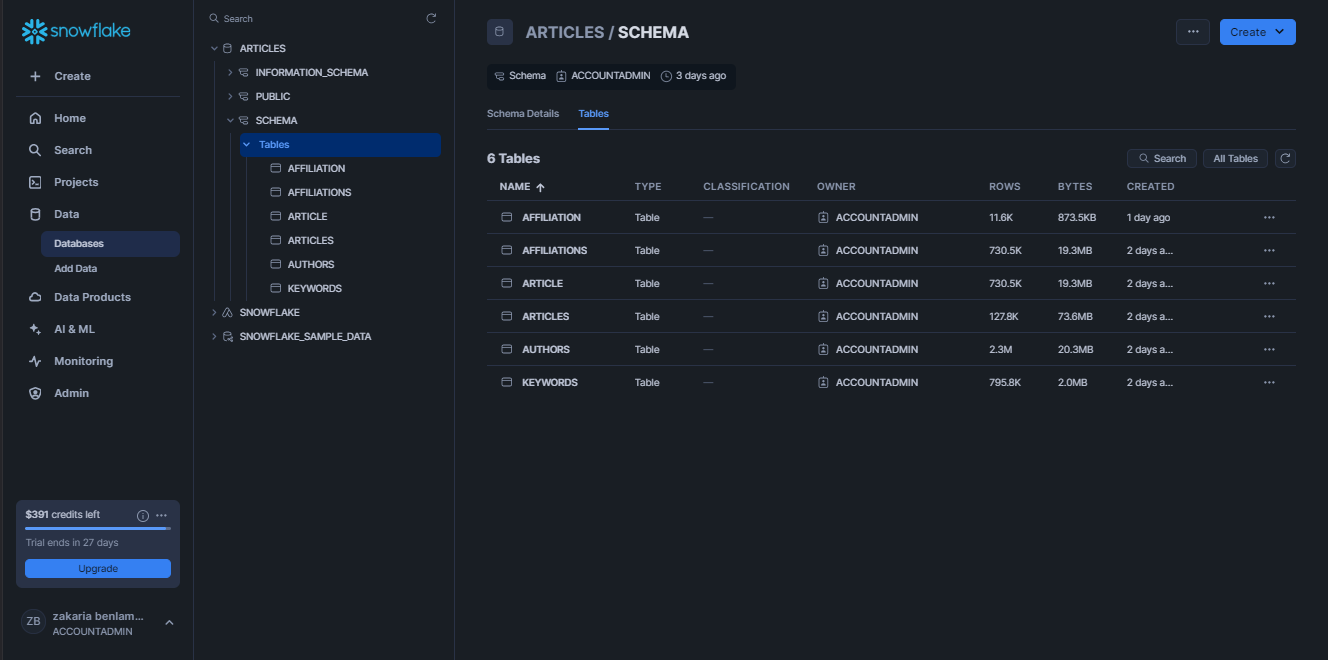 snowflake
Create
Home
Search
Projects
Data
Databases
Add Data
Data Products
AI & ML
Monitoring
Admin
$391 credits left
Trial ends in 27 days
Upgrade
ZB
zakaria benlam...
ACCOUNTADMIN
Search
ARTICLES
INFORMATION_SCHEMA
PUBLIC
SCHEMA
Tables
AFFILIATION
AFFILIATIONS
ARTICLE
ARTICLES
AUTHORS
KEYWORDS
SNOWFLAKE
SNOWFLAKE_SAMPLE_DATA
ARTICLES / SCHEMA
Create
Schema ACCOUNTADMIN 3 days ago
Schema Details Tables
6 Tables
Search All Tables
NAME TYPE CLASSIFICATION OWNER ROWS BYTES CREATED
AFFILIATION Table — ACCOUNTADMIN 11.6K 873.5KB 1 day ago
AFFILIATIONS Table — ACCOUNTADMIN 730.5K 19.3MB 2 days a...
ARTICLE Table — ACCOUNTADMIN 730.5K 19.3MB 2 days a...
ARTICLES Table — ACCOUNTADMIN 127.8K 73.6MB 2 days a...
AUTHORS Table — ACCOUNTADMIN 2.3M 20.3MB 2 days a...
KEYWORDS Table — ACCOUNTADMIN 795.8K 2.0MB 2 days a...